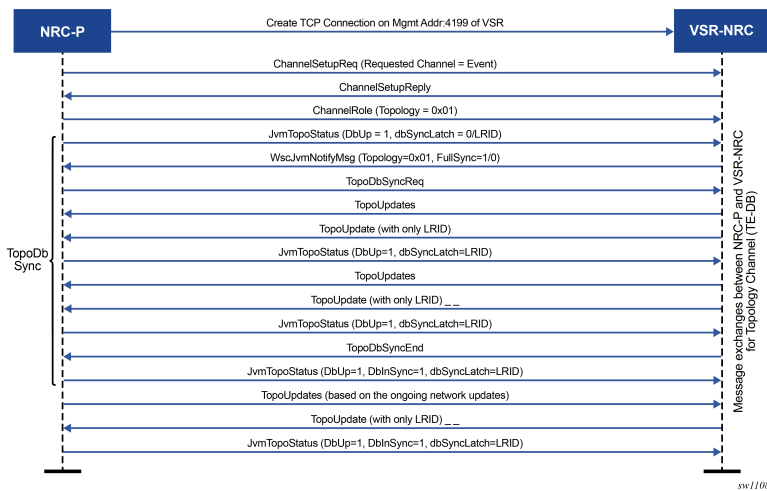 NRC-P
Create TCP Connection on Mgmt Addr:4199 of VSR
VSR-NRC
ChannelSetupReq (Requested Channel = Event)
ChannelSetupReply
ChannelRole (Topology = 0x01)
JvmTopoStatus (DbUp = 1, dbSyncLatch = 0/LRID)
WscJvmNotifyMsg (Topology=0x01, FullSync=1/0)
TopoDbSyncReq
TopoUpdates
TopoUpdate (with only LRID)
JvmTopoStatus (DbUp=1, dbSyncLatch=LRID)
TopoUpdates
TopoUpdate (with only LRID) _ _
JvmTopoStatus (DbUp=1, dbSyncLatch=LRID)
TopoDbSyncEnd
JvmTopoStatus (DbUp=1, DbInSync=1, dbSyncLatch=LRID)
TopoUpdates (based on the ongoing network updates)
TopoUpdate (with only LRID) _ _
JvmTopoStatus (DbUp=1, DbInSync=1, dbSyncLatch=LRID)
TopoDb
Sync
Message exchanges between NRC-P and VSR-NRC
for Topology Channel (TE-DB)